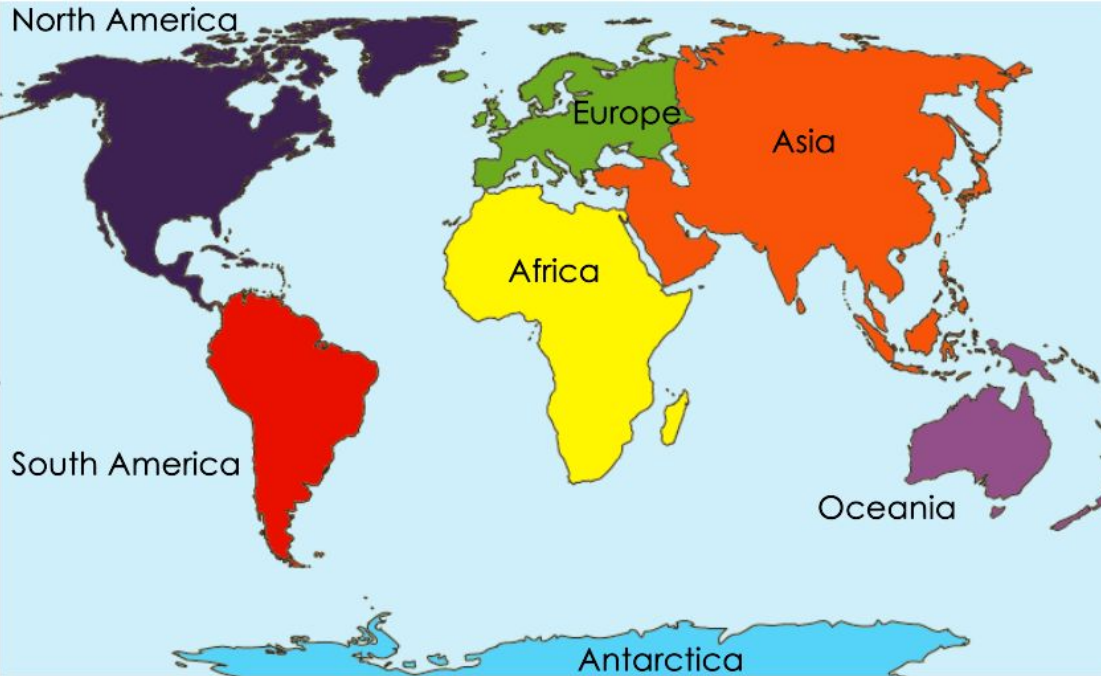 North America
Europe
Asia
Africa
South America
Oceania
Antarctica